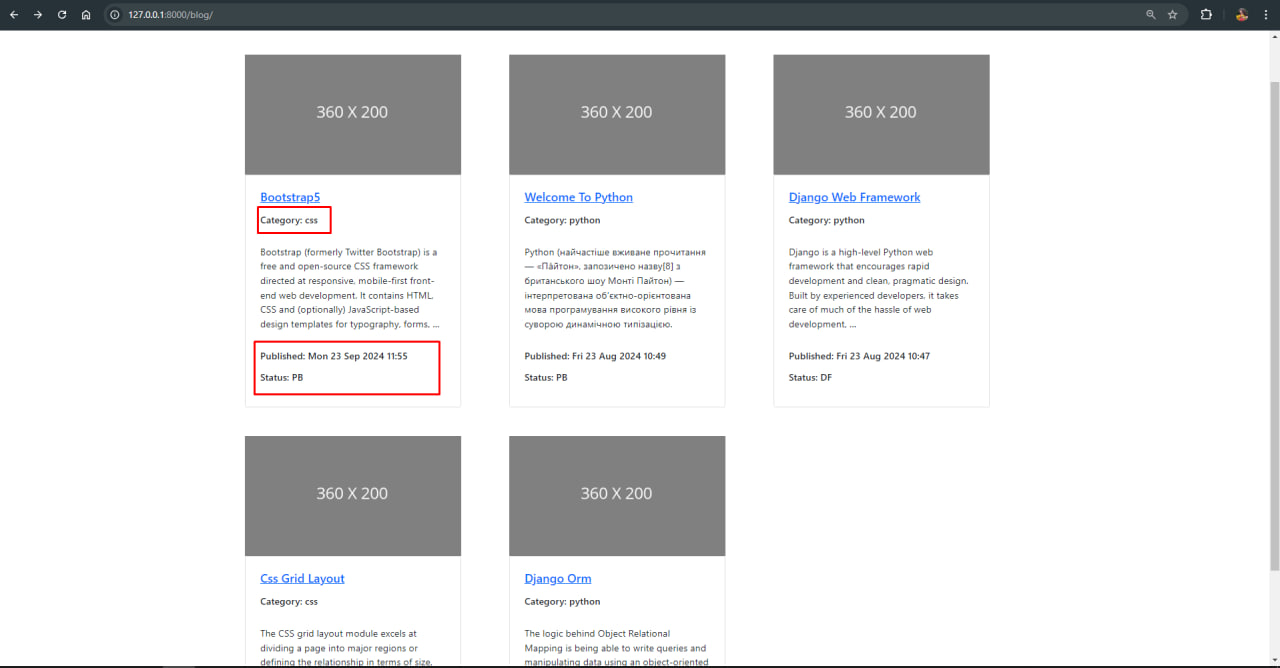 127.0.0.1:8000/blog/
360 X 200
360 X 200
360 X 200
Bootstrap5
Category: css
Bootstrap (formerly Twitter Bootstrap) is a
free and open-source CSS framework
directed at responsive, mobile-first front-
end web development. It contains HTML,
CSS and (optionally) JavaScript-based
design templates for typography, forms, ...
Published: Mon 23 Sep 2024 11:55
Status: PB
Welcome To Python
Category: python
Python (найчастіше вживане прочитання
— «Па́йтон», запозичено назву[8] з
британського шоу Монті Пайтон) —
інтерпретована об'єктно-орієнтована
мова програмування високого рівня із
суворою динамічною типізацією.
Published: Fri 23 Aug 2024 10:49
Status: PB
Django Web Framework
Category: python
Django is a high-level Python web
framework that encourages rapid
development and clean, pragmatic design.
Built by experienced developers, it takes
care of much of the hassle of web
development, ...
Published: Fri 23 Aug 2024 10:47
Status: DF
360 X 200
360 X 200
Css Grid Layout
Category: css
The CSS grid layout module excels at
dividing a page into major regions or
defining the relationship in terms of size,
Django Orm
Category: python
The logic behind Object Relational
Mapping is being able to write queries and
manipulating data using an object-oriented